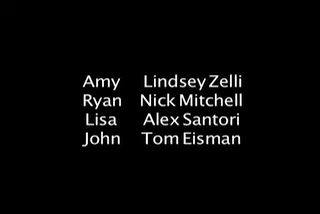 Amy Lindsey Zelli
Ryan Nick Mitchell
Lisa Alex Santori
John Tom Eisman